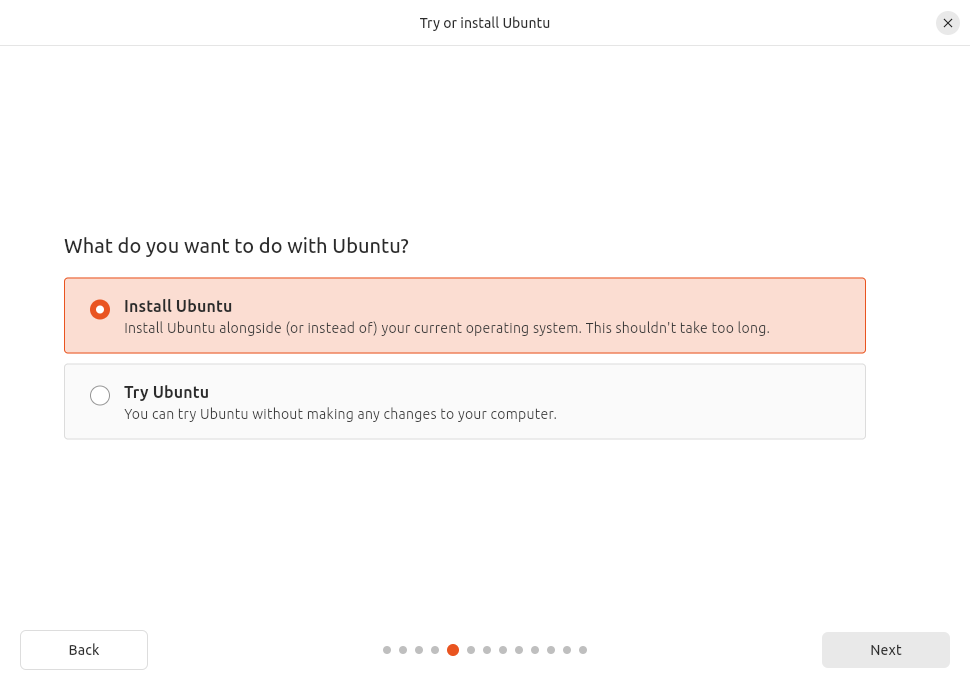 Try or install Ubuntu
What do you want to do with Ubuntu?
Install Ubuntu
Install Ubuntu alongside (or instead of) your current operating system. This shouldn't take too long.
Try Ubuntu
You can try Ubuntu without making any changes to your computer.
Back
Next